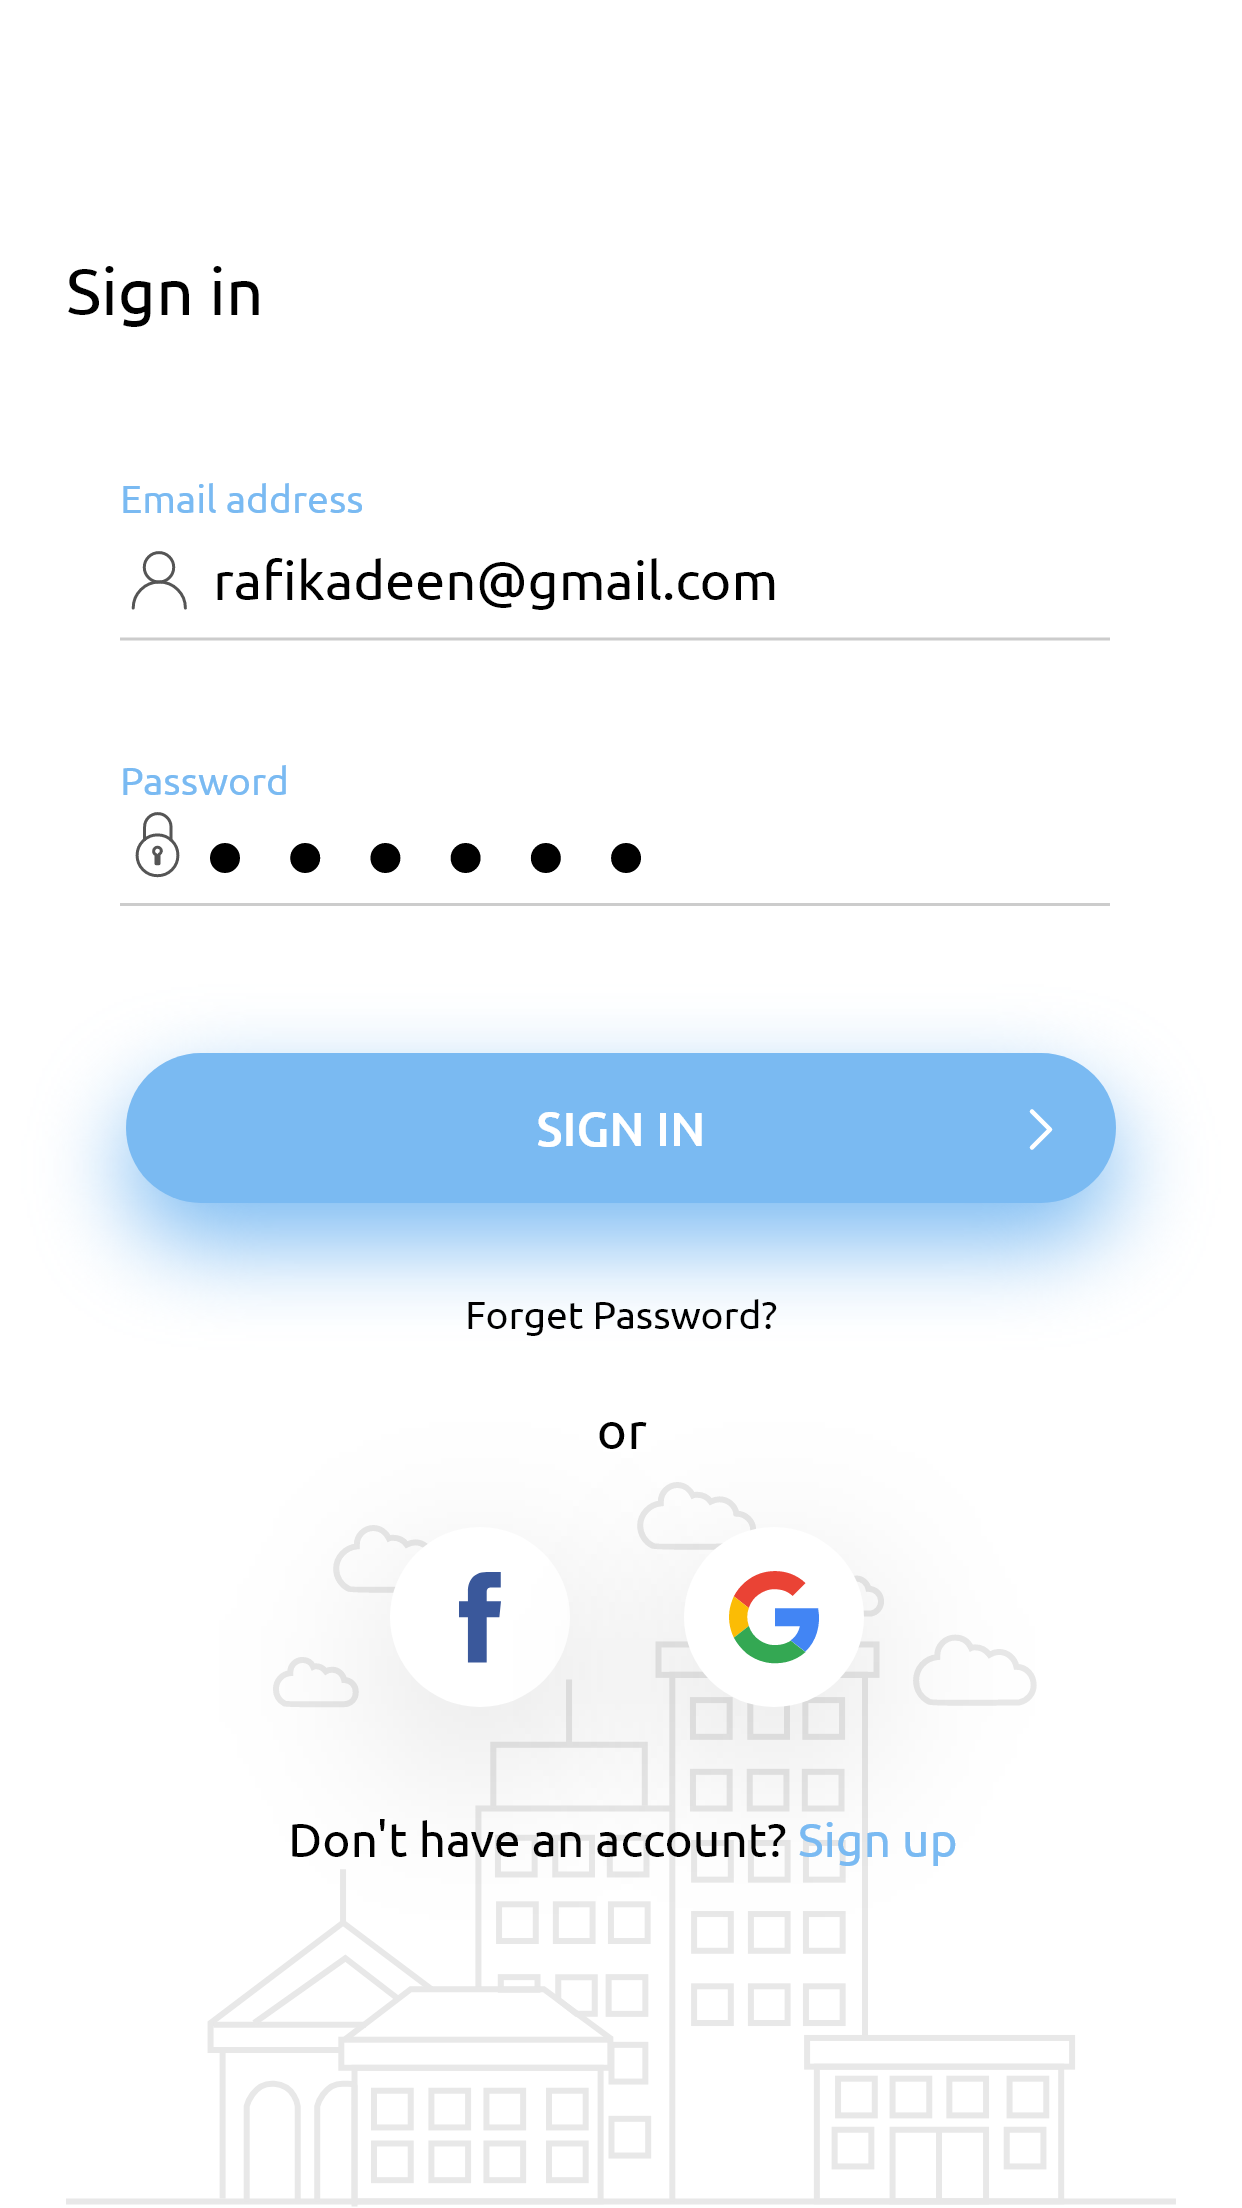 Sign in
Email address
rafikadeen@gmail.com
Password
SIGN IN
Forget Password?
or
Don't have an account? Sign up